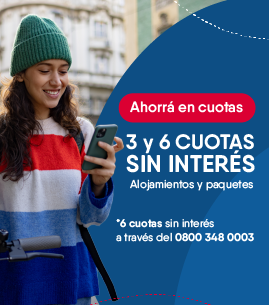 Ahorrá en cuotas
3 y 6 CUOTAS
SIN INTERÉS
Alojamientos y paquetes
*6 cuotas sin interés
a través del 0800 348 0003